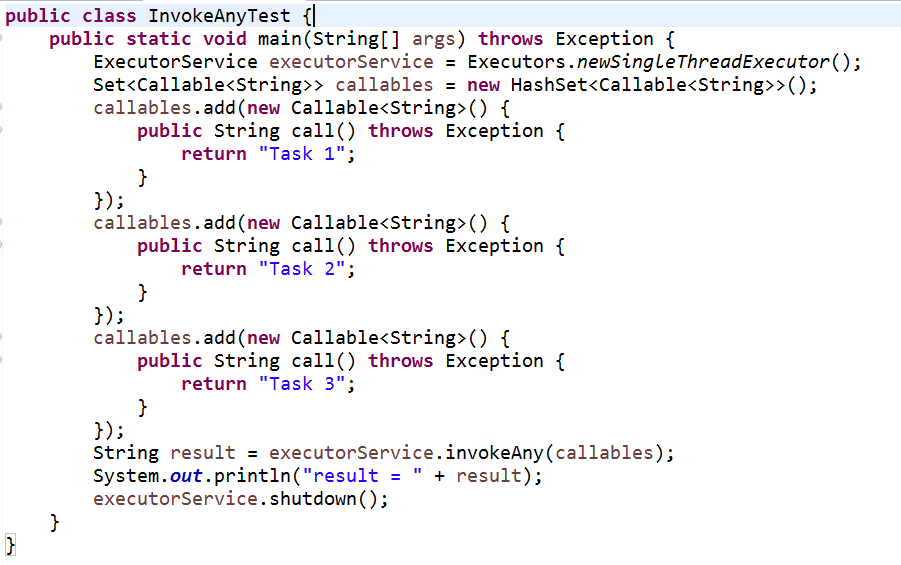 public class InvokeAnyTest {
    public static void main(String[] args) throws Exception {
        ExecutorService executorService = Executors.newSingleThreadExecutor();
        Set<Callable<String>> callables = new HashSet<Callable<String>>();
        callables.add(new Callable<String>() {
            public String call() throws Exception {
                return "Task 1";
            }
        });
        callables.add(new Callable<String>() {
            public String call() throws Exception {
                return "Task 2";
            }
        });
        callables.add(new Callable<String>() {
            public String call() throws Exception {
                return "Task 3";
            }
        });
        String result = executorService.invokeAny(callables);
        System.out.println("result = " + result);
        executorService.shutdown();
    }
}